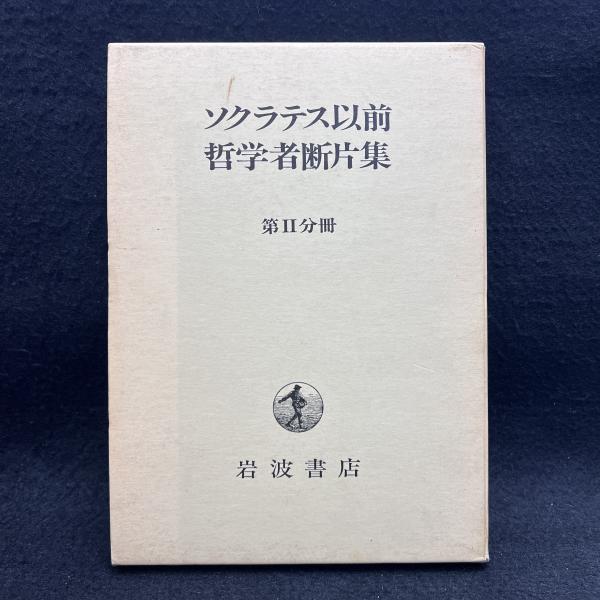 ソクラテス以前
哲学者断片集
第II分冊
岩波書店